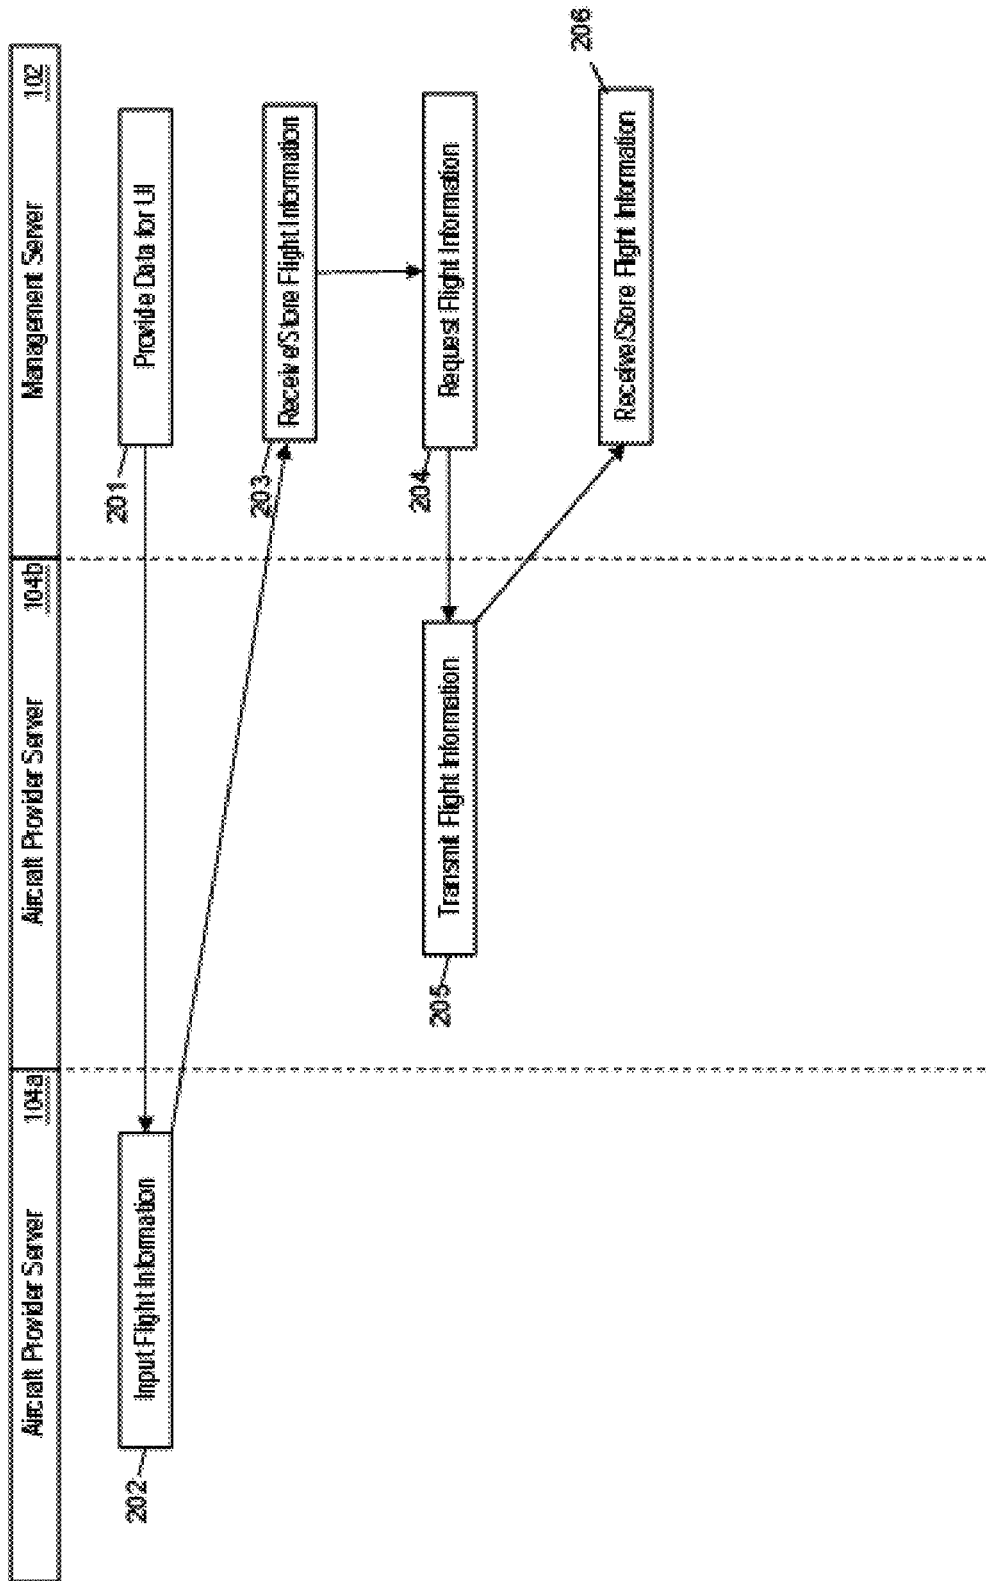 Aircraft Provider Server 104a
Aircraft Provider Server 104b
Management Server 102
201
Provide Data for UI
202
Input Flight Information
203
Receive/Store Flight Information
204
Request Flight Information
205
Transmit Flight Information
206
Receive/Store Flight Information